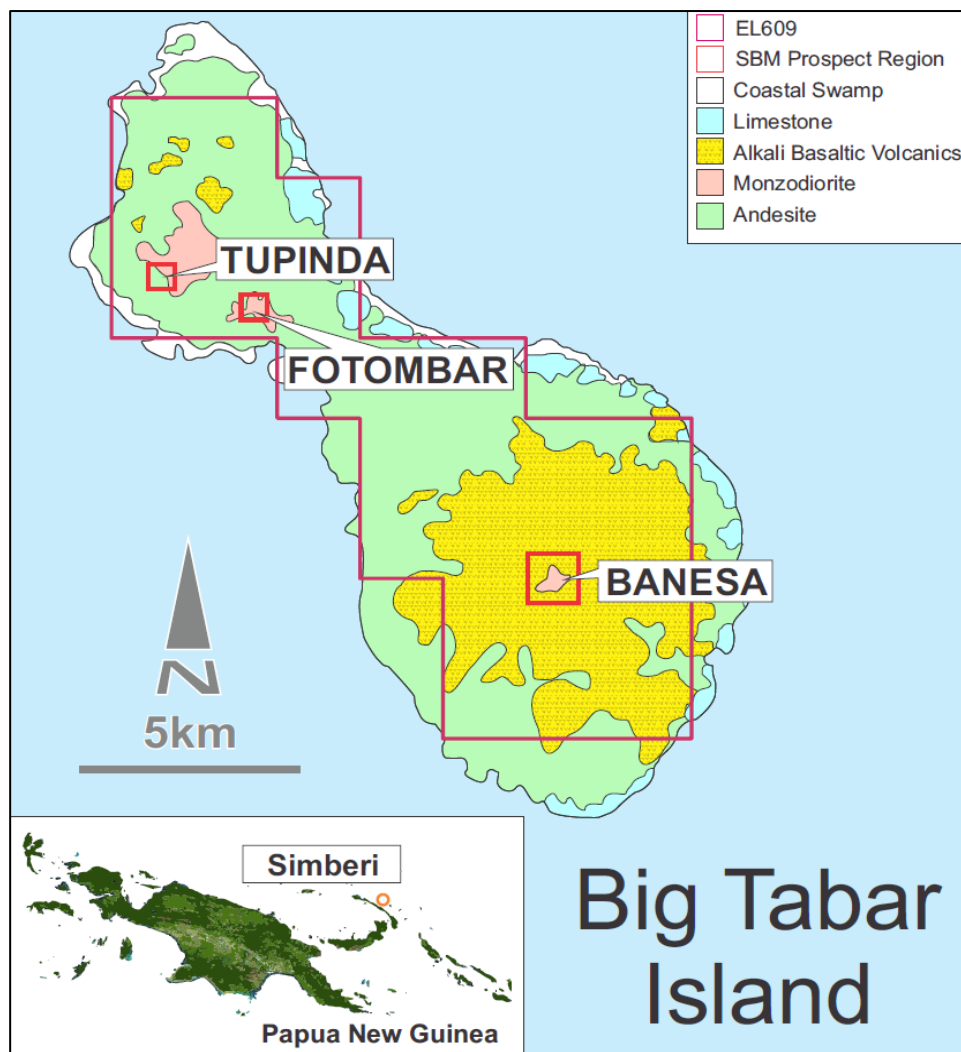 EL609
SBM Prospect Region
Coastal Swamp
Limestone
Alkali Basaltic Volcanics
Monzodiorite
Andesite
TUPINDA
FOTOMBAR
BANESA
N
5km
Simberi
Papua New Guinea
Big Tabar
Island